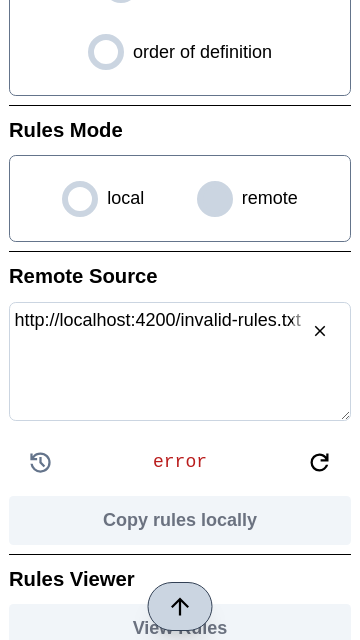 order of definition
Rules Mode
local
remote
Remote Source
http://localhost:4200/invalid-rules.txt
error
Copy rules locally
Rules Viewer
View Rules